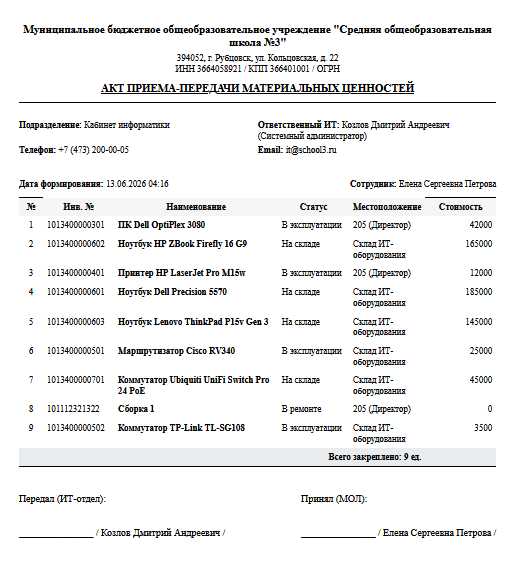 Муниципальное бюджетное общеобразовательное учреждение "Средняя общеобразовательная
школа №3"
394052, г. Рубцовск, ул. Кольцовская, д. 22
ИНН 3664058921 / КПП 366401001 / ОГРН
АКТ ПРИЕМА-ПЕРЕДАЧИ МАТЕРИАЛЬНЫХ ЦЕННОСТЕЙ
Подразделение: Кабинет информатики
Ответственный ИТ: Козлов Дмитрий Андреевич
(Системный администратор)
Телефон: +7 (473) 200-00-05
Email: it@school3.ru
Дата формирования: 13.06.2026 04:16
Сотрудник: Елена Сергеевна Петрова
№ Инв. № Наименование Статус Местоположение Стоимость
1 1013400000301 ПК Dell OptiPlex 3080 В эксплуатации 205 (Директор) 42000
2 1013400000602 Ноутбук HP ZBook Firefly 16 G9 На складе Склад ИТ- 165000
оборудования
3 1013400000401 Принтер HP LaserJet Pro M15w В эксплуатации 205 (Директор) 12000
4 1013400000601 Ноутбук Dell Precision 5570 На складе Склад ИТ- 185000
оборудования
5 1013400000603 Ноутбук Lenovo ThinkPad P15v Gen 3 На складе Склад ИТ- 145000
оборудования
6 1013400000501 Маршрутизатор Cisco RV340 В эксплуатации Склад ИТ- 25000
оборудования
7 1013400000701 Коммутатор Ubiquiti UniFi Switch Pro На складе Склад ИТ- 45000
24 PoE оборудования
8 101112321322 Сборка 1 В ремонте 205 (Директор) 0
9 1013400000502 Коммутатор TP-Link TL-SG108 В эксплуатации Склад ИТ- 3500
оборудования
Всего закреплено: 9 ед.
Передал (ИТ-отдел):
Принял (МОЛ):
_______________ / Козлов Дмитрий Андреевич /
_______________ / Елена Сергеевна Петрова /